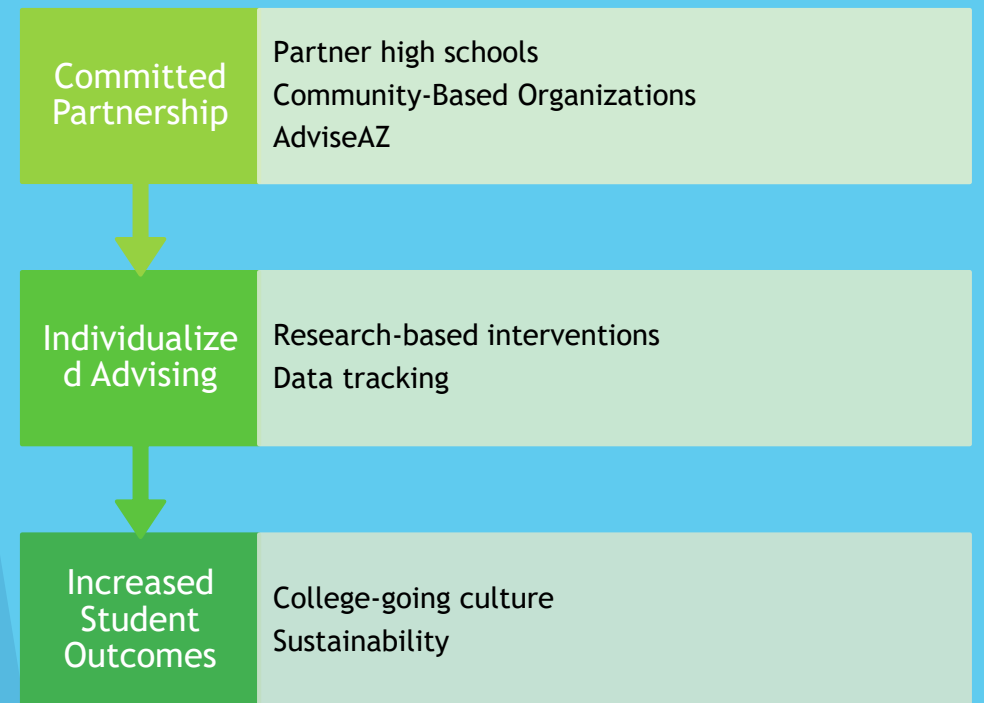 Committed
Partnership
Partner high schools
Community-Based Organizations
AdviseAZ
Individualize
d Advising
Research-based interventions
Data tracking
Increased
Student
Outcomes
College-going culture
Sustainability